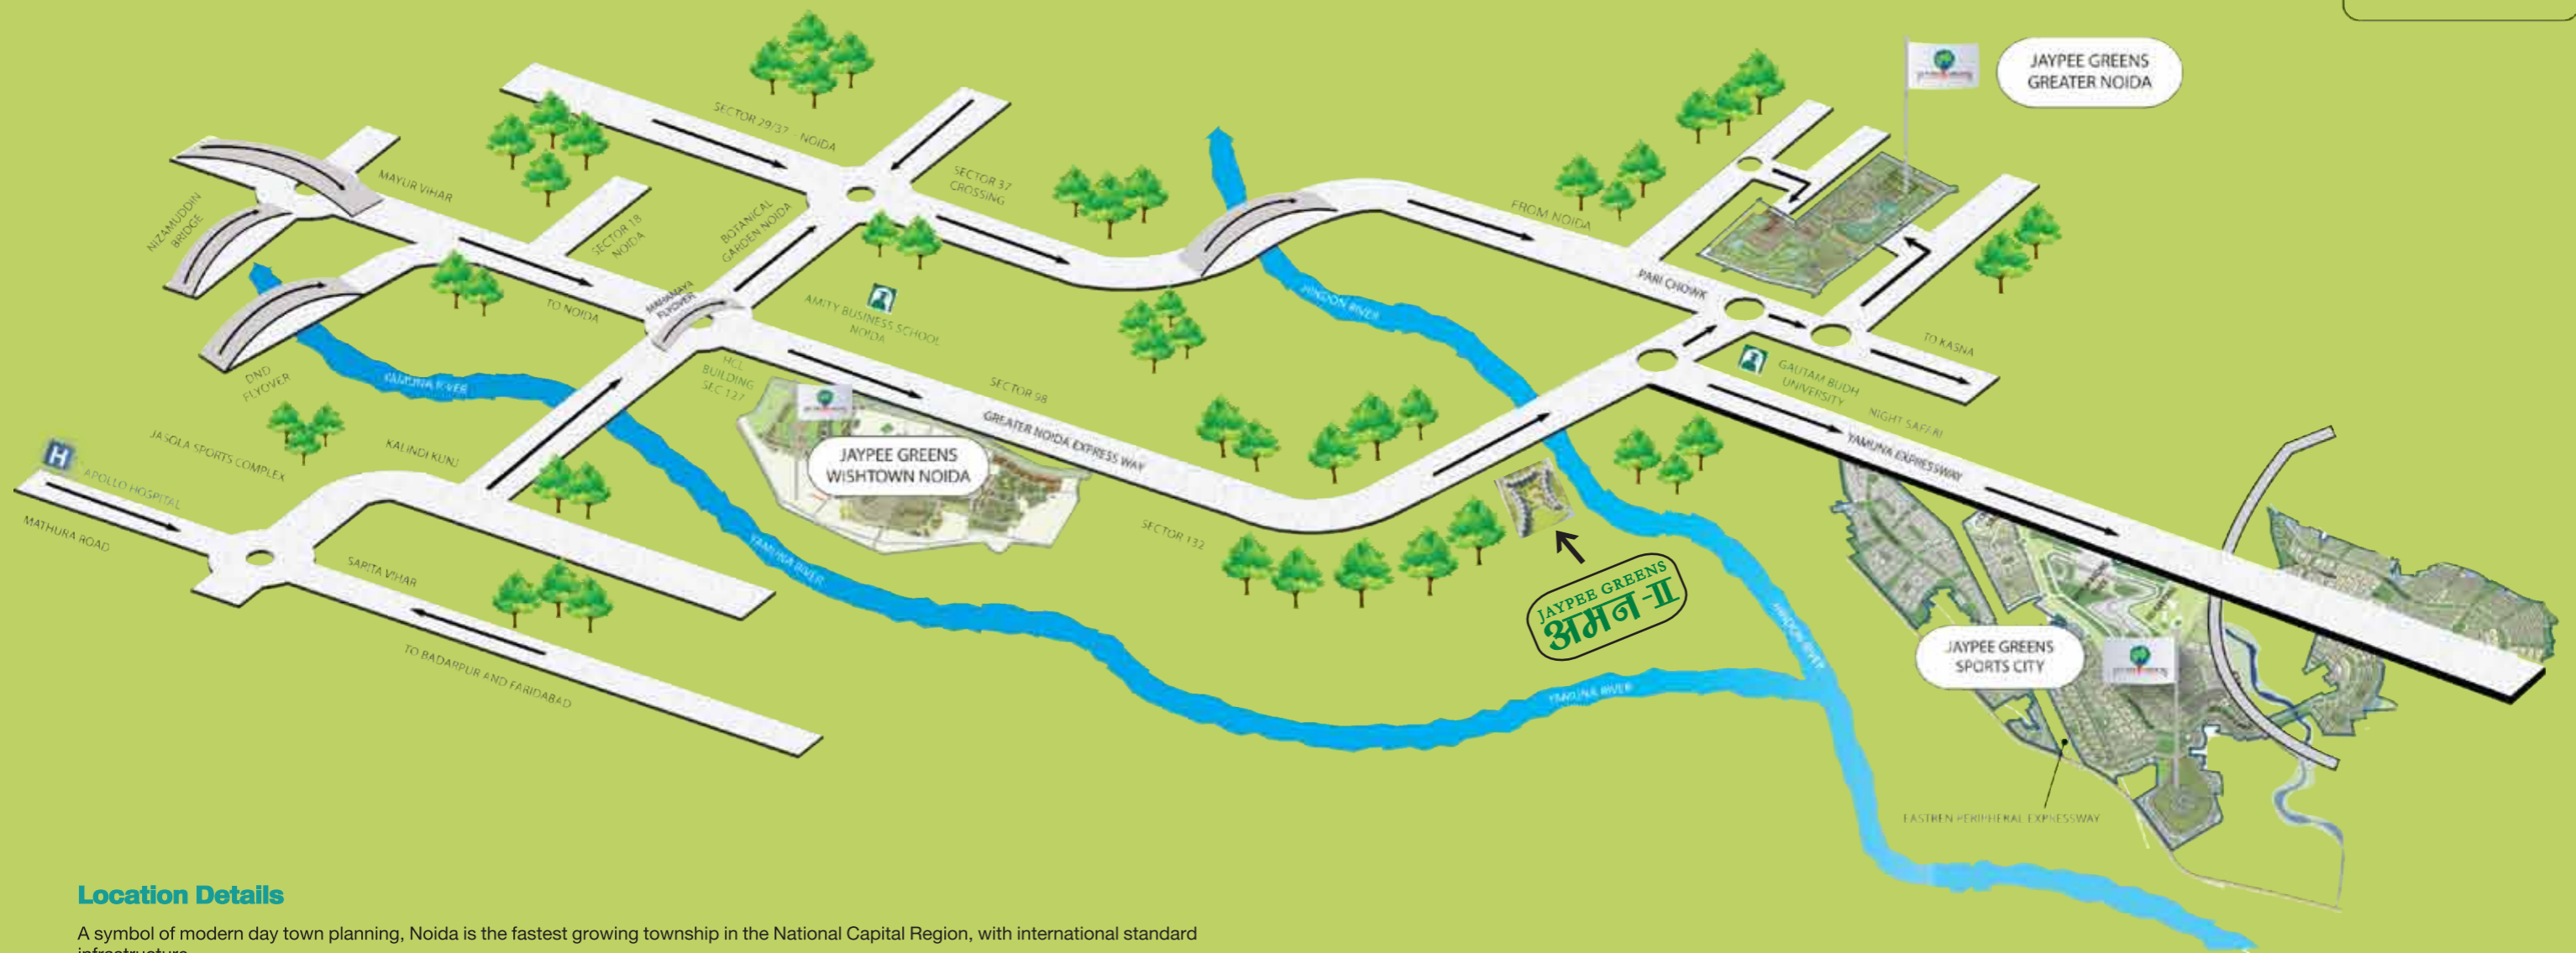 JAYPEE GREENS
GREATER NOIDA
SECTOR 29/37 - NOIDA
SECTOR 37
CROSSING
MAYUR VIHAR
NIZAMUDDIN
BRIDGE
SECTOR 18
NOIDA
BOTANICAL
GARDEN NOIDA
FROM NOIDA
PARI CHOWK
HINDON RIVER
TO NOIDA
MAHAMAYA
FLYOVER
AMITY BUSINESS SCHOOL
NOIDA
TO KASNA
GAUTAM BUDH
UNIVERSITY
NIGHT SAFARI
DND
FLYOVER
YAMUNA RIVER
HCL
BUILDING
SEC 127
SECTOR 98
GREATER NOIDA EXPRESS WAY
YAMUNA EXPRESSWAY
JASOLA SPORTS COMPLEX
KALINDI KUNJ
JAYPEE GREENS
WISHTOWN NOIDA
H
APOLLO HOSPITAL
MATHURA ROAD
SECTOR 132
YAMUNA RIVER
SARITA VIHAR
JAYPEE GREENS
अमन-II
HINDON RIVER
JAYPEE GREENS
SPORTS CITY
TO BADARPUR AND FARIDABAD
YAMUNA RIVER
EASTREN PERIPHERAL EXPRESSWAY
Location Details
A symbol of modern day town planning, Noida is the fastest growing township in the National Capital Region, with international standard
infrastructure